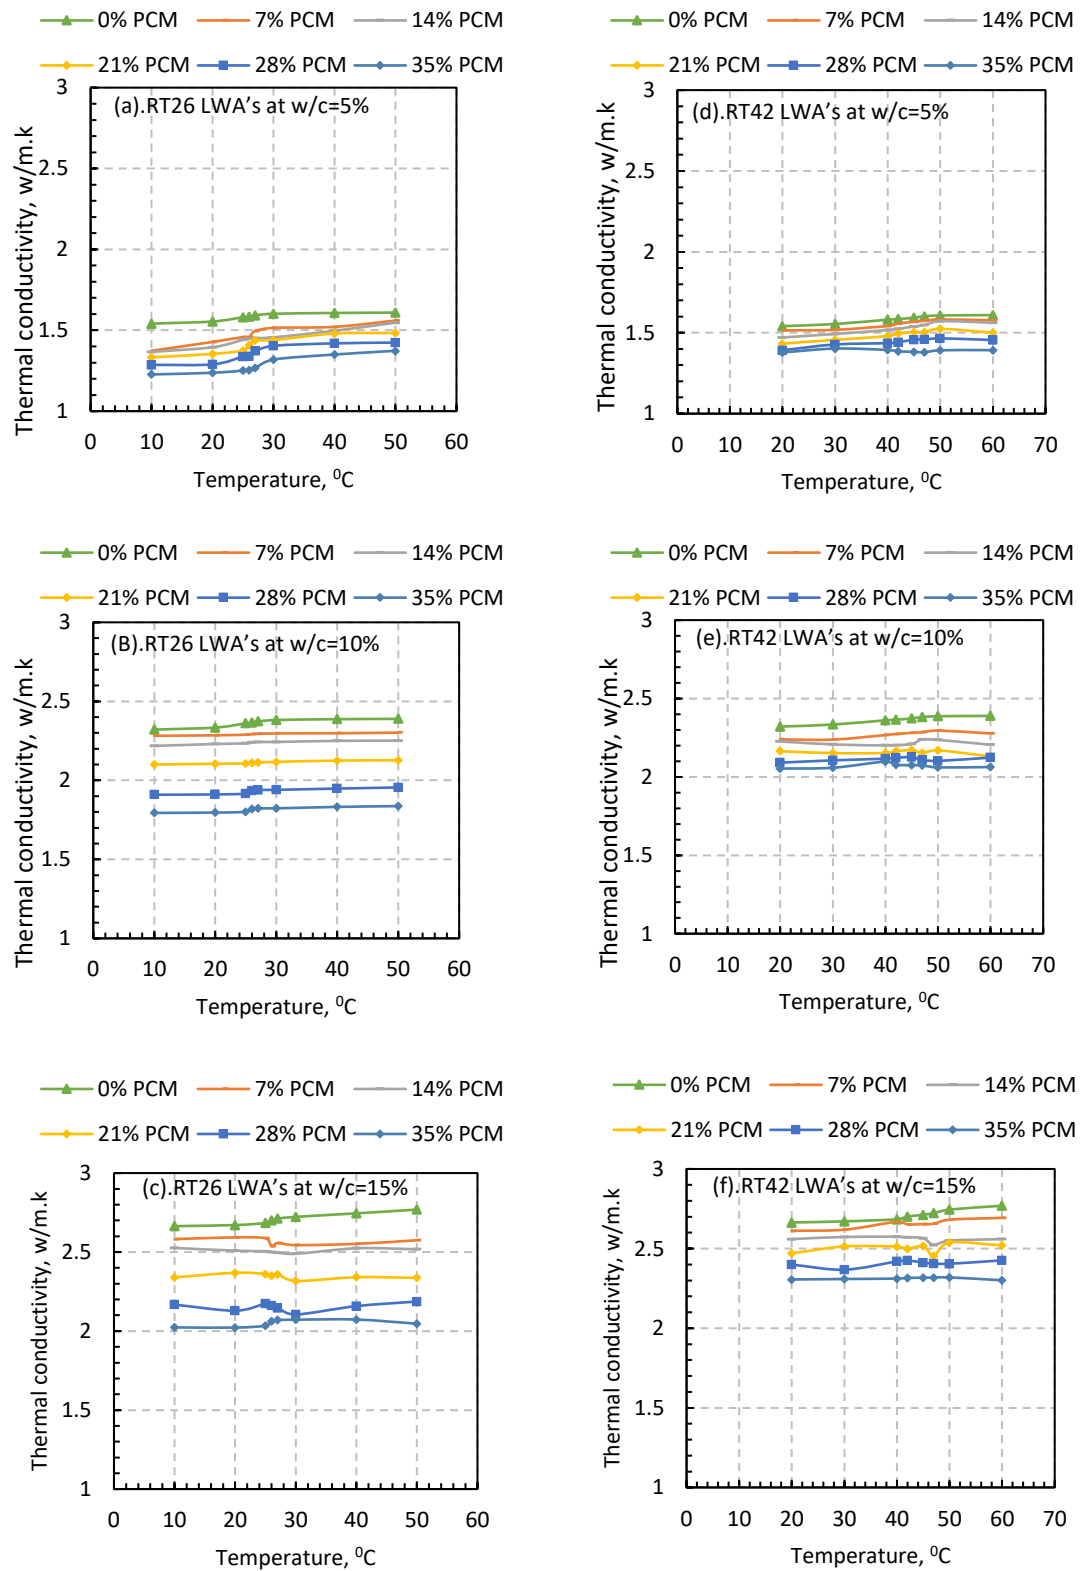 0% PCM 7% PCM 14% PCM
21% PCM 28% PCM 35% PCM
(a).RT26 LWA's at w/c=5%
Thermal conductivity, w/m.k
3
2.5
2
1.5
1
0 10 20 30 40 50 60
Temperature, ⁰C
0% PCM 7% PCM 14% PCM
21% PCM 28% PCM 35% PCM
(d).RT42 LWA's at w/c=5%
Thermal conductivity, w/m.k
3
2.5
2
1.5
1
0 10 20 30 40 50 60 70
Temperature, ⁰C
0% PCM 7% PCM 14% PCM
21% PCM 28% PCM 35% PCM
(B).RT26 LWA's at w/c=10%
Thermal conductivity, w/m.k
3
2.5
2
1.5
1
0 10 20 30 40 50 60
Temperature, ⁰C
0% PCM 7% PCM 14% PCM
21% PCM 28% PCM 35% PCM
(e).RT42 LWA's at w/c=10%
Thermal conductivity, w/m.k
3
2.5
2
1.5
1
0 10 20 30 40 50 60 70
Temperature, ⁰C
0% PCM 7% PCM 14% PCM
21% PCM 28% PCM 35% PCM
(c).RT26 LWA's at w/c=15%
Thermal conductivity, w/m.k
3
2.5
2
1.5
1
0 10 20 30 40 50 60
Temperature, ⁰C
0% PCM 7% PCM 14% PCM
21% PCM 28% PCM 35% PCM
(f).RT42 LWA's at w/c=15%
Thermal conductivity, w/m.k
3
2.5
2
1.5
1
0 10 20 30 40 50 60 70
Temperature, ⁰C